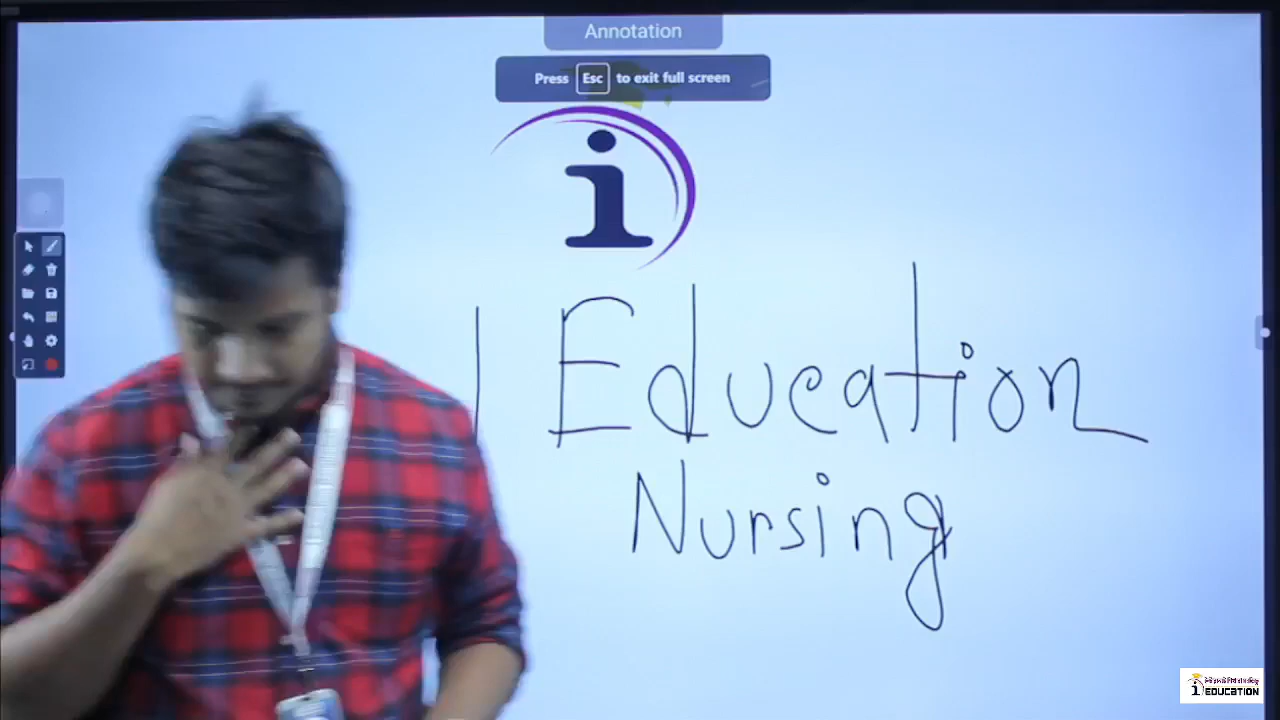 Annotation
Press Esc to exit full screen
i
I Education
Nursing
i EDUCATION